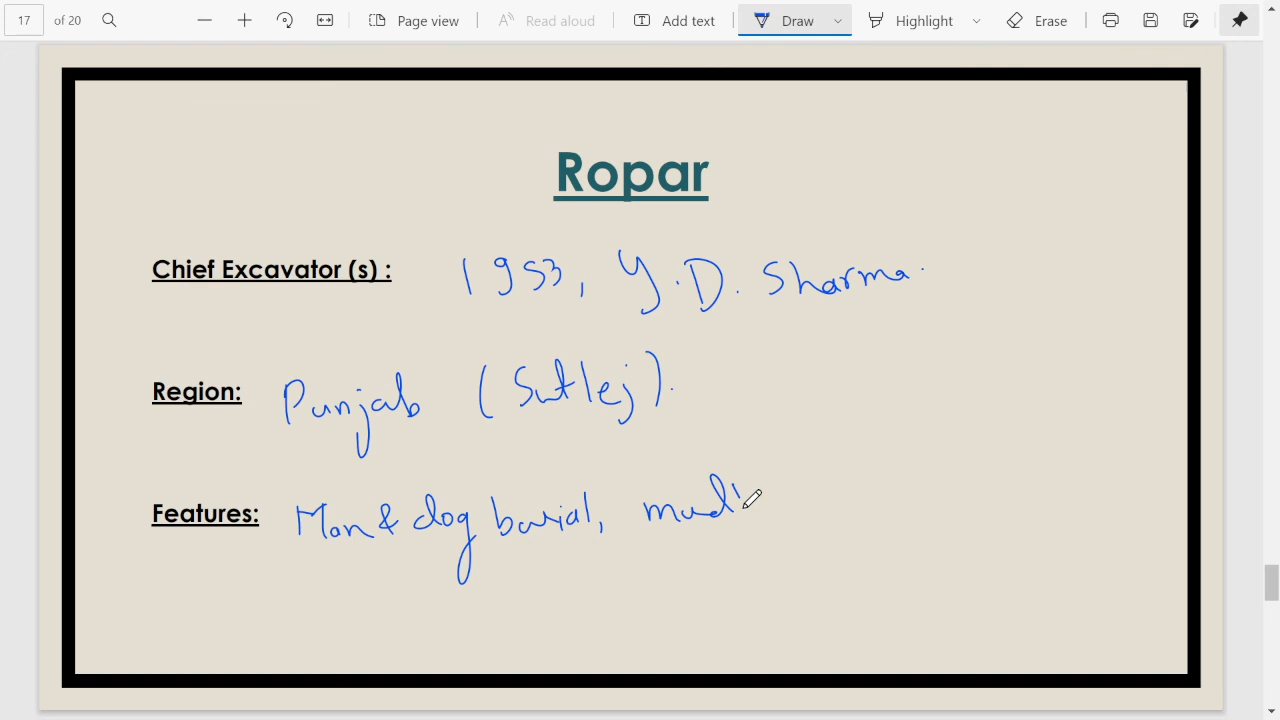 17 of 20 Page view Read aloud Add text Draw Highlight Erase
Ropar
Chief Excavator (s) : 1953, Y.D. Sharma.
Region: Punjab (Sutlej).
Features: Man & dog burial, mud